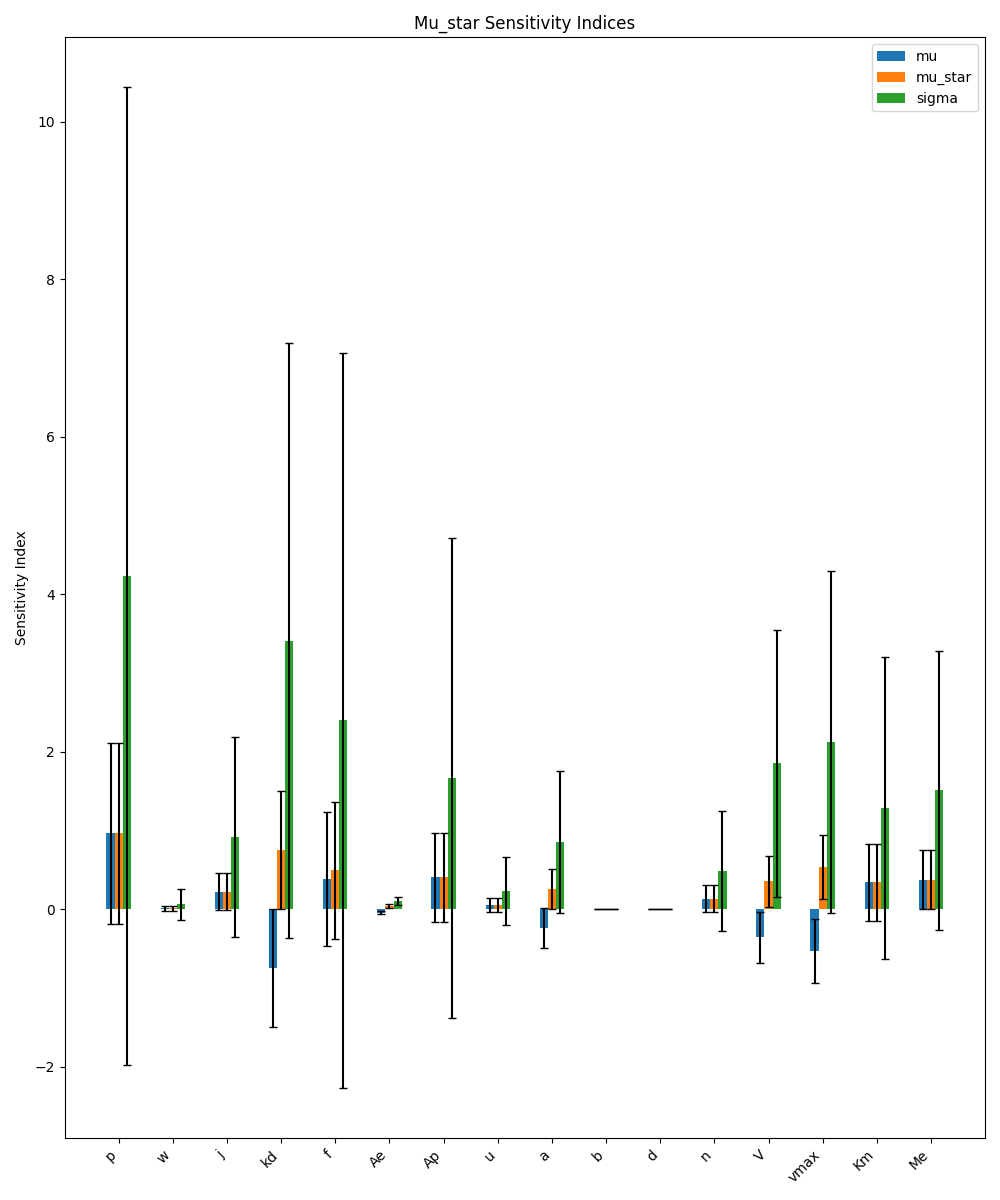 Mu_star Sensitivity Indices
mu
mu_star
sigma
10
8
6
4
2
0
−2
Sensitivity Index
p
w
j
kd
f
Ae
Ap
u
a
b
d
n
V
vmax
Km
Me